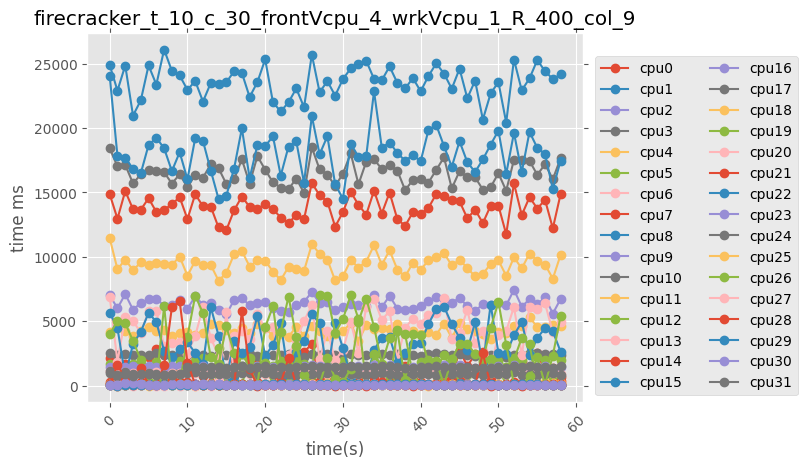 firecracker_t_10_c_30_frontVcpu_4_wrkVcpu_1_R_400_col_9
25000
20000
15000
10000
5000
0
time ms
0
10
20
30
40
50
60
time(s)
cpu0
cpu1
cpu2
cpu3
cpu4
cpu5
cpu6
cpu7
cpu8
cpu9
cpu10
cpu11
cpu12
cpu13
cpu14
cpu15
cpu16
cpu17
cpu18
cpu19
cpu20
cpu21
cpu22
cpu23
cpu24
cpu25
cpu26
cpu27
cpu28
cpu29
cpu30
cpu31